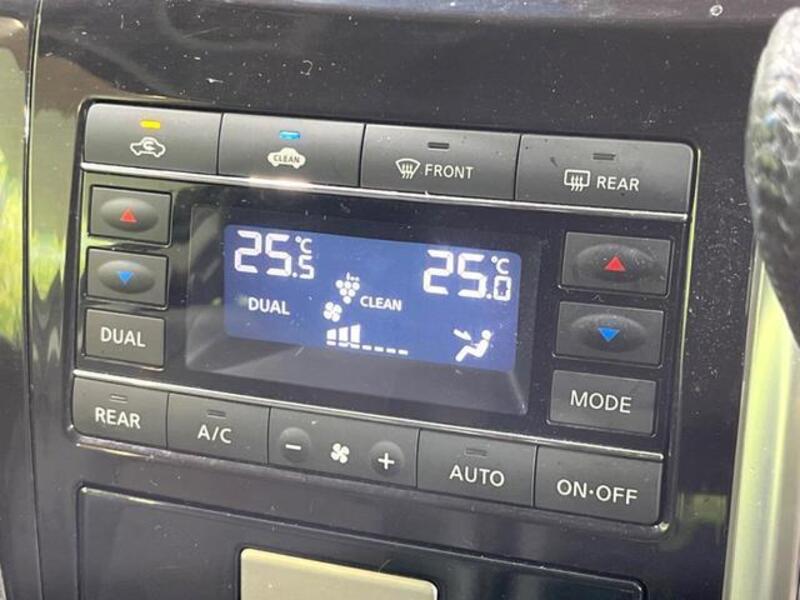 CLEAN FRONT REAR
25.5°C 25.0°C
DUAL CLEAN
DUAL
MODE
REAR A/C − + AUTO ON·OFF